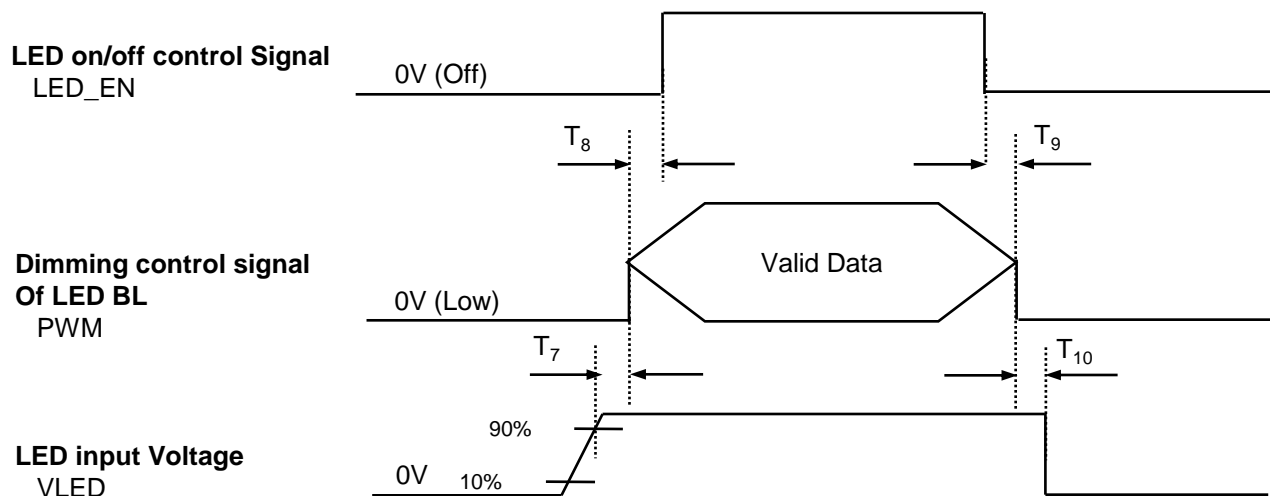 LED on/off control Signal
LED_EN
0V (Off)
T8
T9
Dimming control signal
Of LED BL
PWM
0V (Low)
Valid Data
T7
T10
LED input Voltage
VLED
0V
90%
10%